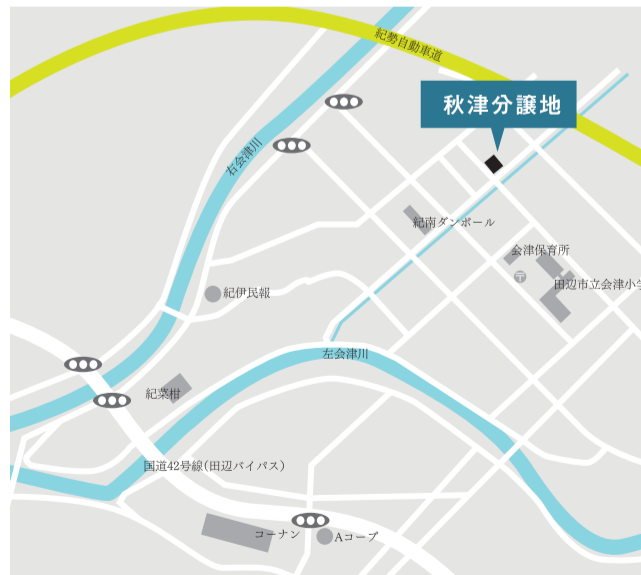 紀勢自動車道
秋津分譲地
右会津川
紀南ダンボール
会津保育所
〒
田辺市立会津小学
紀伊民報
左会津川
紀菜柑
国道42号線(田辺バイパス)
コーナン
Aコープ